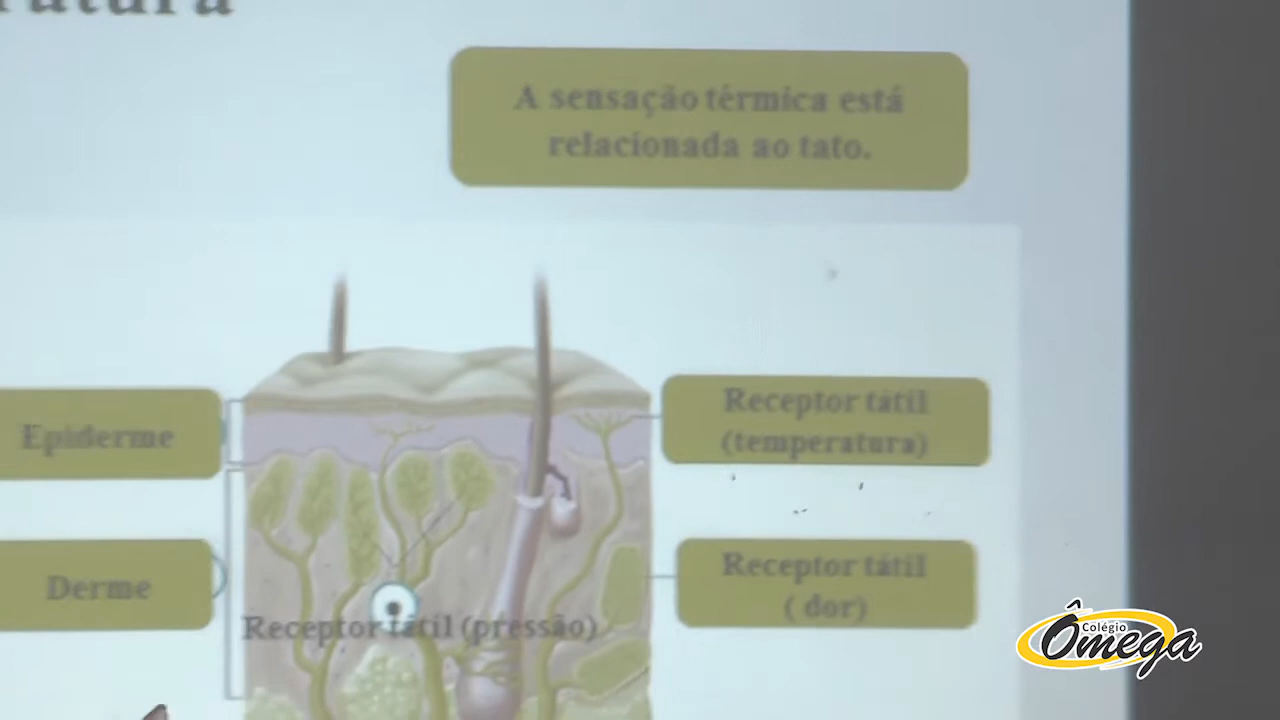 A sensação térmica está
relacionada ao tato.
Receptor tátil
(temperatura)
Epiderme
Receptor tátil
( dor)
Derme
Receptor tátil (pressão)
Colégio
Ômega